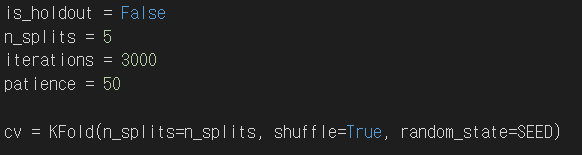 is_holdout = False
n_splits = 5
iterations = 3000
patience = 50
cv = KFold(n_splits=n_splits, shuffle=True, random_state=SEED)